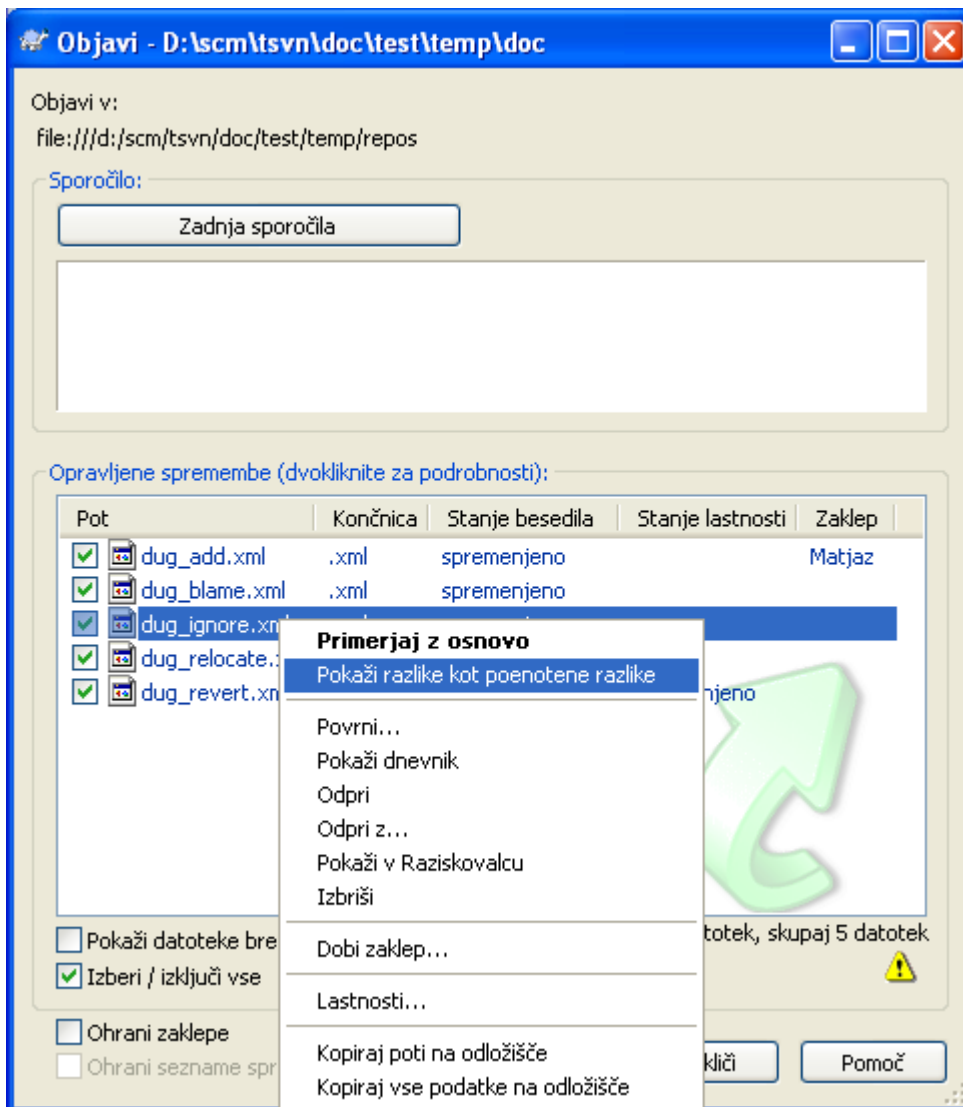 Objavi - D:\scm\tsvn\doc\test\temp\doc
Objavi v:
file:///d:/scm/tsvn/doc/test/temp/repos
Sporočilo:
Zadnja sporočila
Opravljene spremembe (dvokliknite za podrobnosti):
Pot Končnica Stanje besedila Stanje lastnosti Zaklep
dug_add.xml .xml spremenjeno Matjaz
dug_blame.xml .xml spremenjeno
dug_ignore.xml
Primerjaj z osnovo
dug_relocate.
Pokaži razlike kot poenotene razlike
dug_revert.xm
njeno
Povrni...
Pokaži dnevnik
Odpri
Odpri z...
Pokaži v Raziskovalcu
Izbriši
Pokaži datoteke bre
totek, skupaj 5 datotek
Dobi zaklep...
Izberi / izključi vse
Lastnosti...
Ohrani zaklepe
Kopiraj poti na odložišče
Ohrani sezname spr
kliči
Pomoč
Kopiraj vse podatke na odložišče